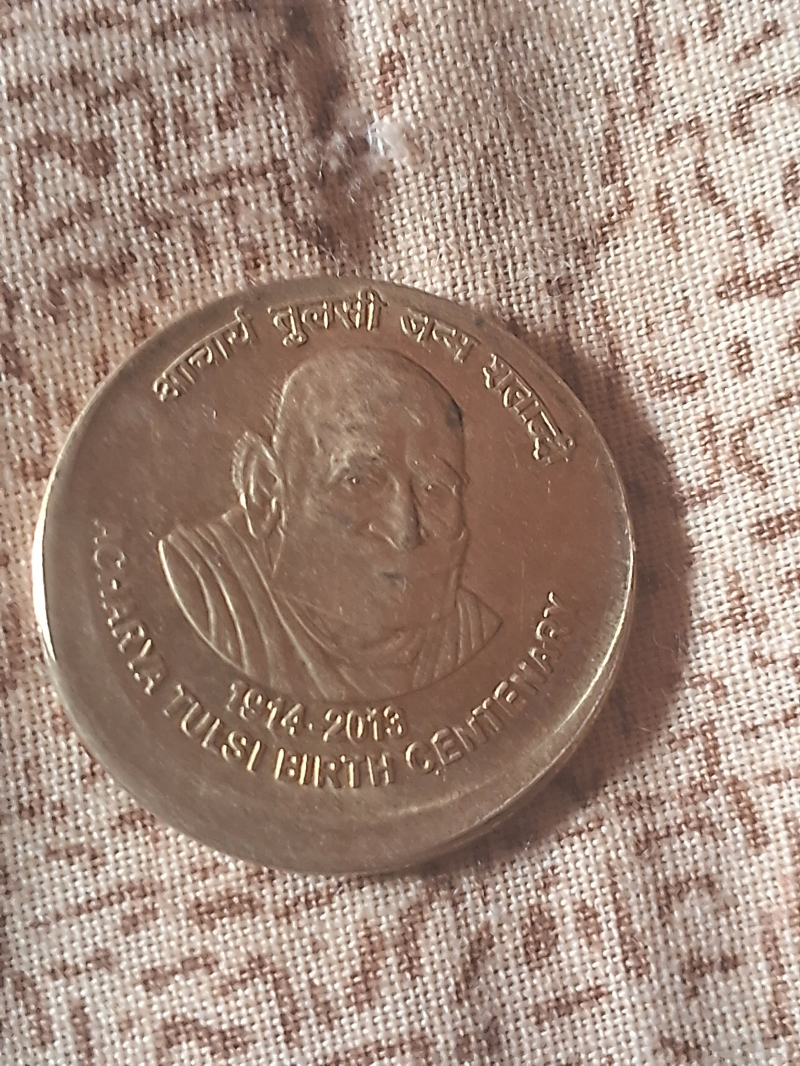 आचार्य तुलसी जन्म शताब्दी
1914-2013
ACHARYA TULSI BIRTH CENTENARY